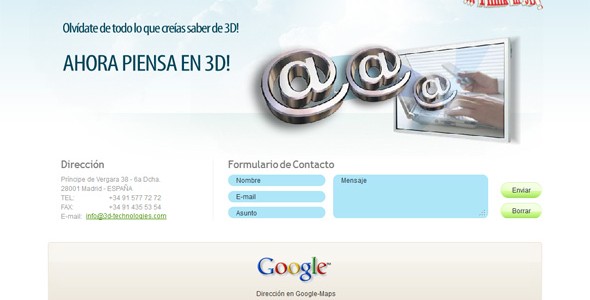 Olvídate de todo lo que creías saber de 3D!
AHORA PIENSA EN 3D!
@ @ @
Dirección
Príncipe de Vergara 38 - 6a Dcha.
28001 Madrid - ESPAÑA
TEL: +34 91 577 72 72
FAX: +34 91 435 53 54
E-mail: info@3d-technologies.com
Formulario de Contacto
Nombre
E-mail
Asunto
Mensaje
Enviar
Borrar
Google
Dirección en Google-Maps